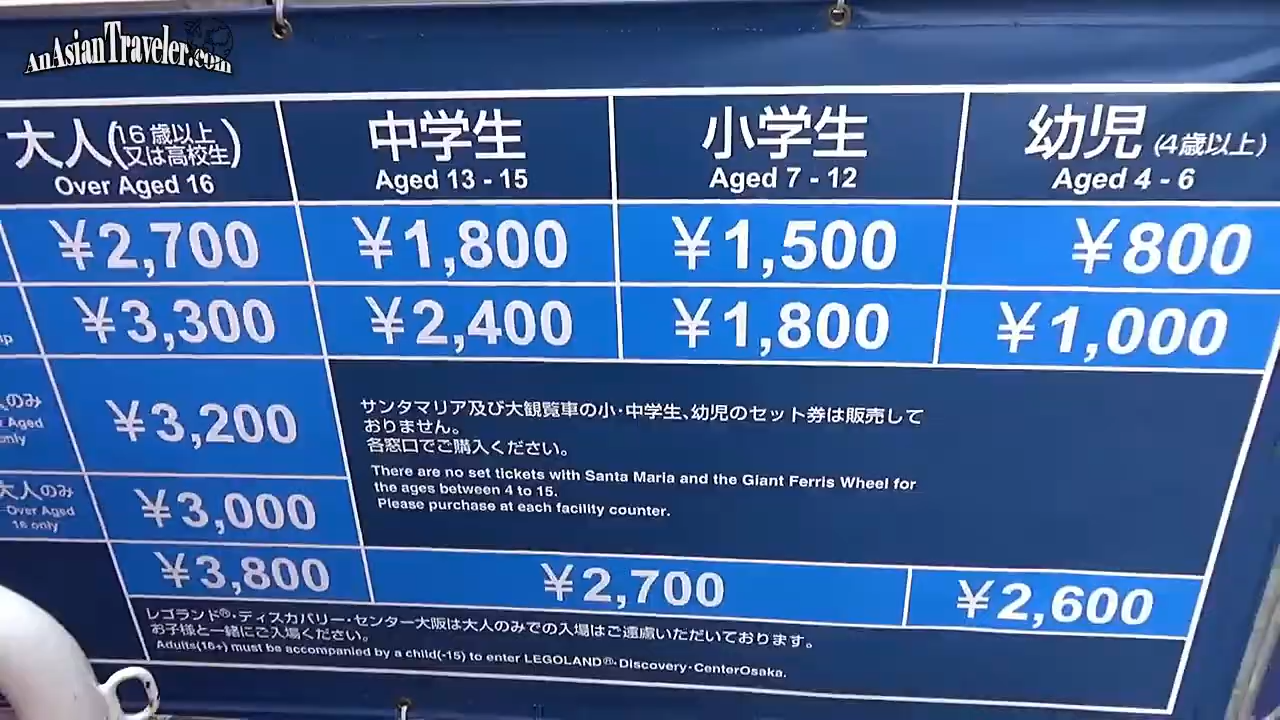 AnAsianTraveler.com
大人(16歳以上又は高校生)
Over Aged 16
中学生
Aged 13 - 15
小学生
Aged 7 - 12
幼児 (4歳以上)
Aged 4 - 6
¥2,700
¥1,800
¥1,500
¥800
¥3,300
¥2,400
¥1,800
¥1,000
のみ
Aged
only
¥3,200
サンタマリア及び大観覧車の小・中学生、幼児のセット券は販売して
おりません。
各窓口でご購入ください。
There are no set tickets with Santa Maria and the Giant Ferris Wheel for
the ages between 4 to 15.
Please purchase at each facility counter.
大人のみ
Over Aged
16 only
¥3,000
¥3,800
¥2,700
¥2,600
レゴランド®・ディスカバリー・センター大阪は大人のみでの入場はご遠慮いただいております。
お子様と一緒にご入場ください。
Adults(16+) must be accompanied by a child(-15) to enter LEGOLAND®・Discovery・CenterOsaka.